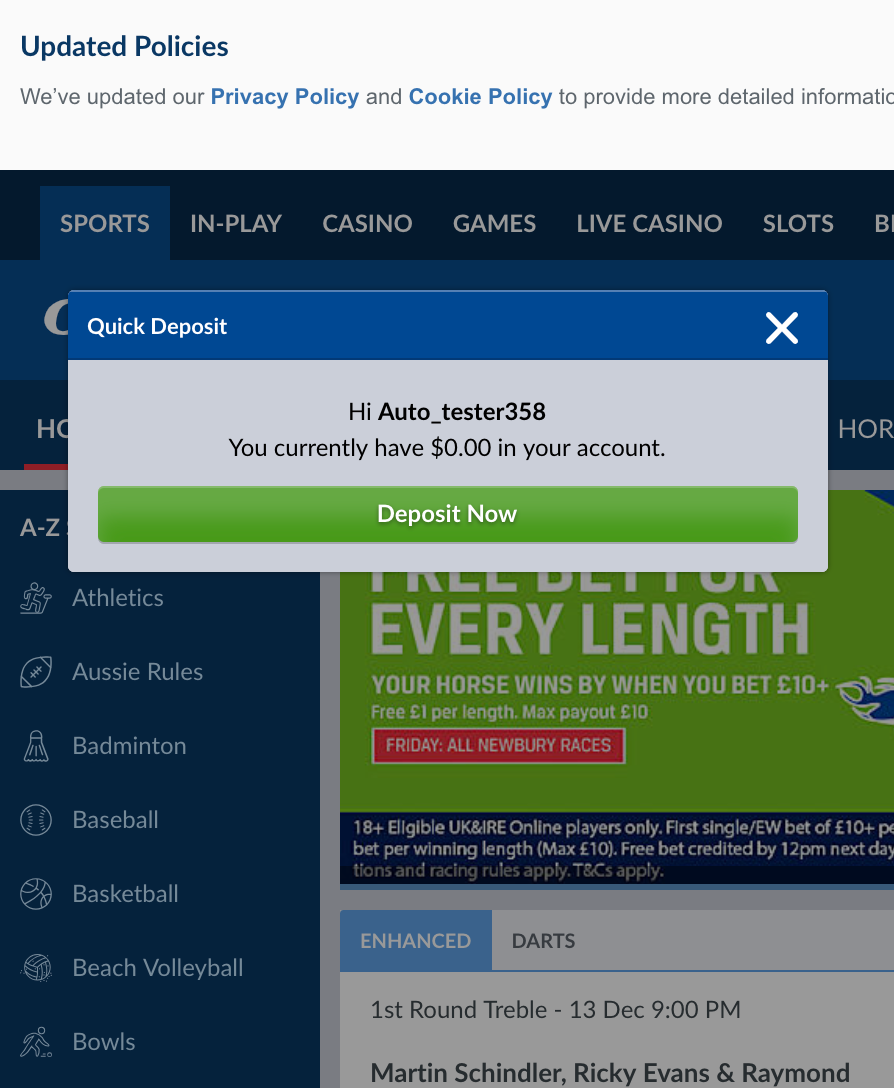 Updated Policies
We've updated our Privacy Policy and Cookie Policy to provide more detailed
SPORTS IN-PLAY CASINO GAMES LIVE CASINO SLOTS
Quick Deposit
Hi Auto_tester358
You currently have $0.00 in your account.
Deposit Now
A-Z
Athletics
Aussie Rules
Badminton
Baseball
Basketball
Beach Volleyball
Bowls
FREE BET FOR
EVERY LENGTH
YOUR HORSE WINS BY WHEN YOU BET £10+
Free £1 per length. Max payout £10
FRIDAY: ALL NEWBURY RACES
18+ Eligible UK&IRE Online players only. First single/EW bet of £10+
bet per winning length (Max £10). Free bet credited by 12pm next day
tions and racing rules apply. T&Cs apply.
ENHANCED DARTS
1st Round Treble - 13 Dec 9:00 PM
Martin Schindler, Ricky Evans & Raymond